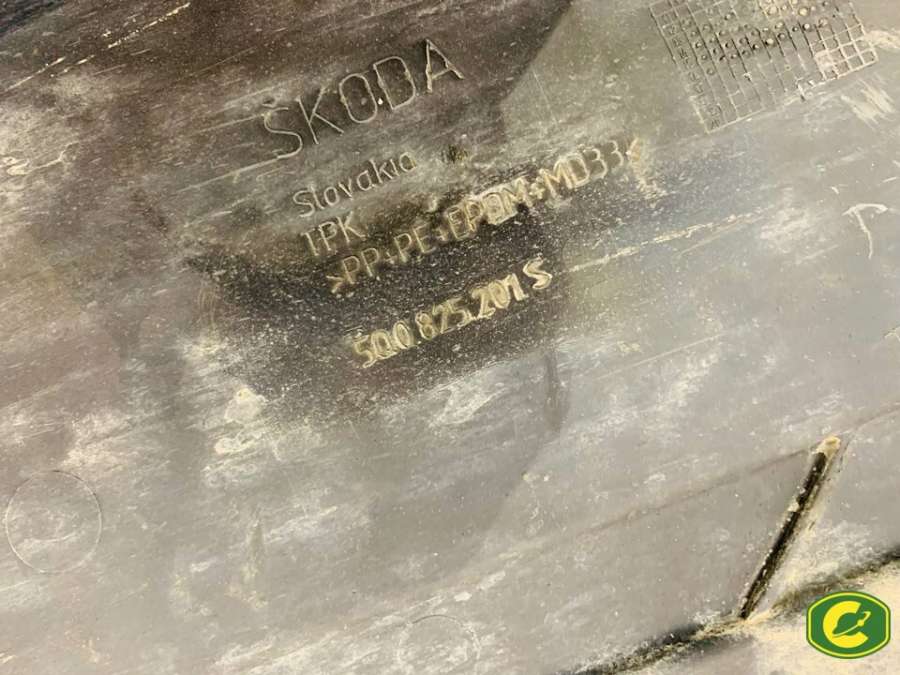 ŠKODA
Slovakia
TPK
>PP+PE+EPDM+MD33<
5Q0 825 201 S